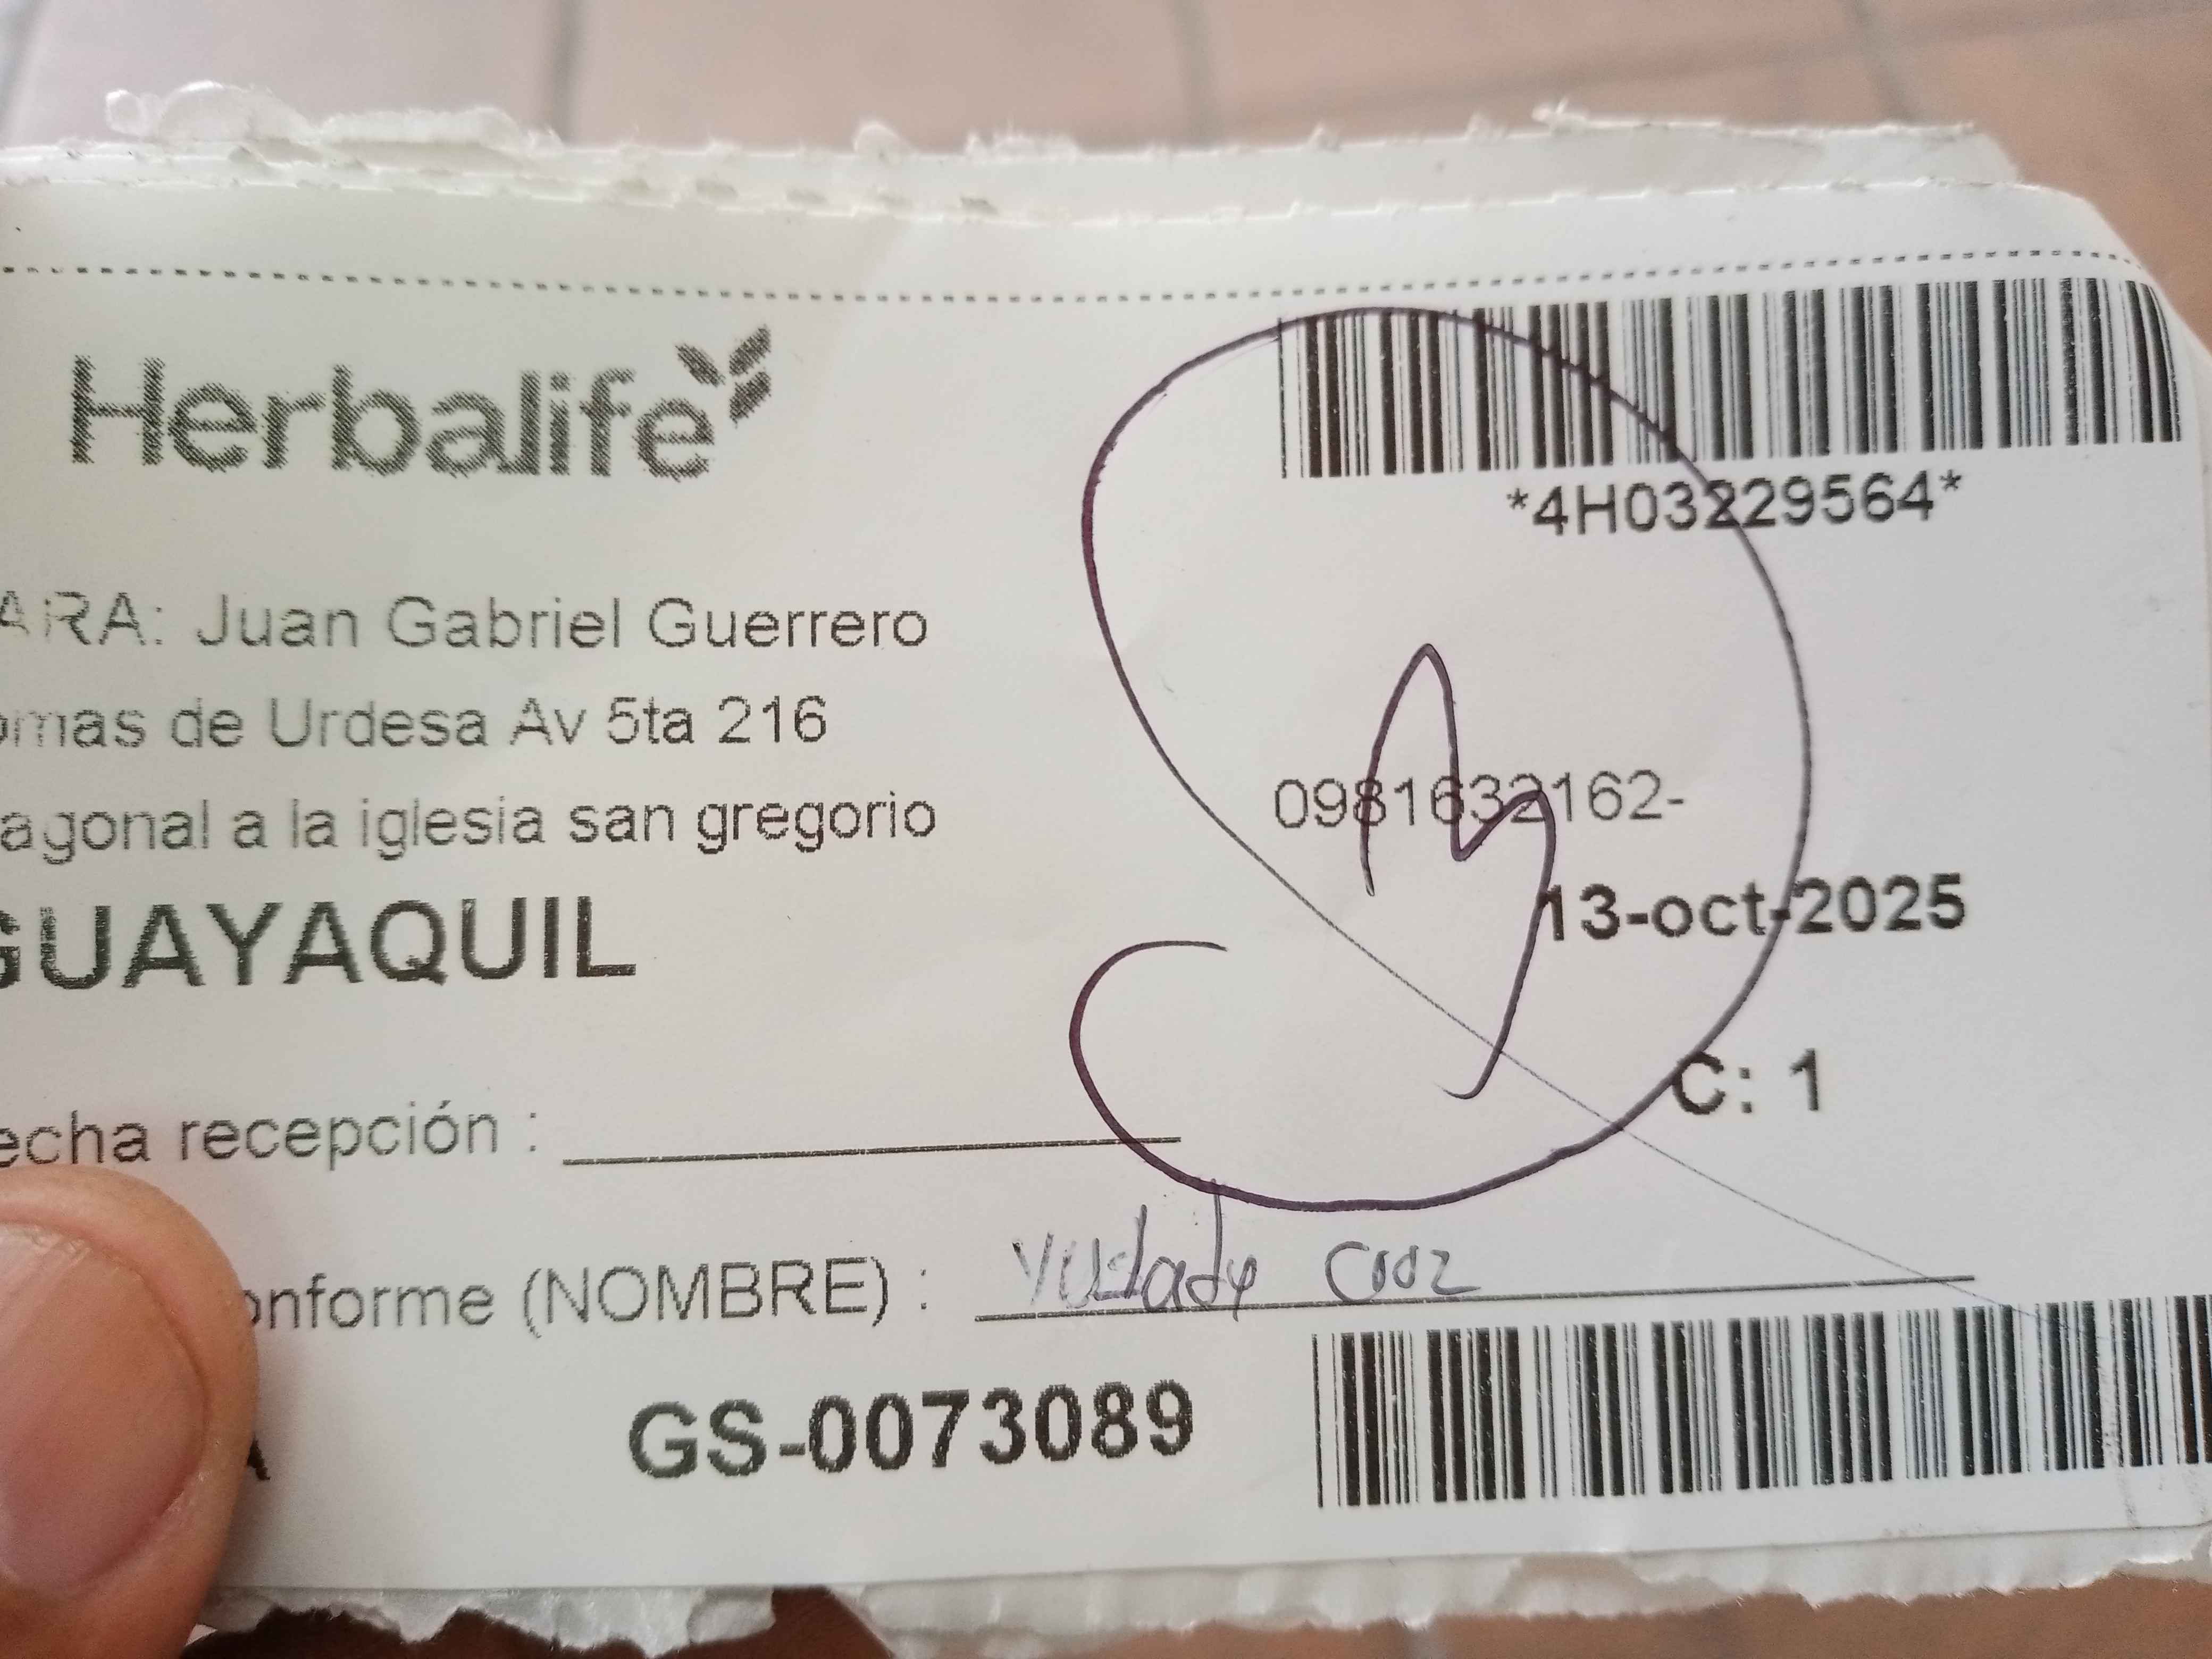 Herbalife
*4H03229564*
ARA: Juan Gabriel Guerrero
omas de Urdesa Av 5ta 216
0981632162-
agonal a la iglesia san gregorio
13-oct-2025
GUAYAQUIL
C: 1
echa recepción :
onforme (NOMBRE) :
GS-0073089